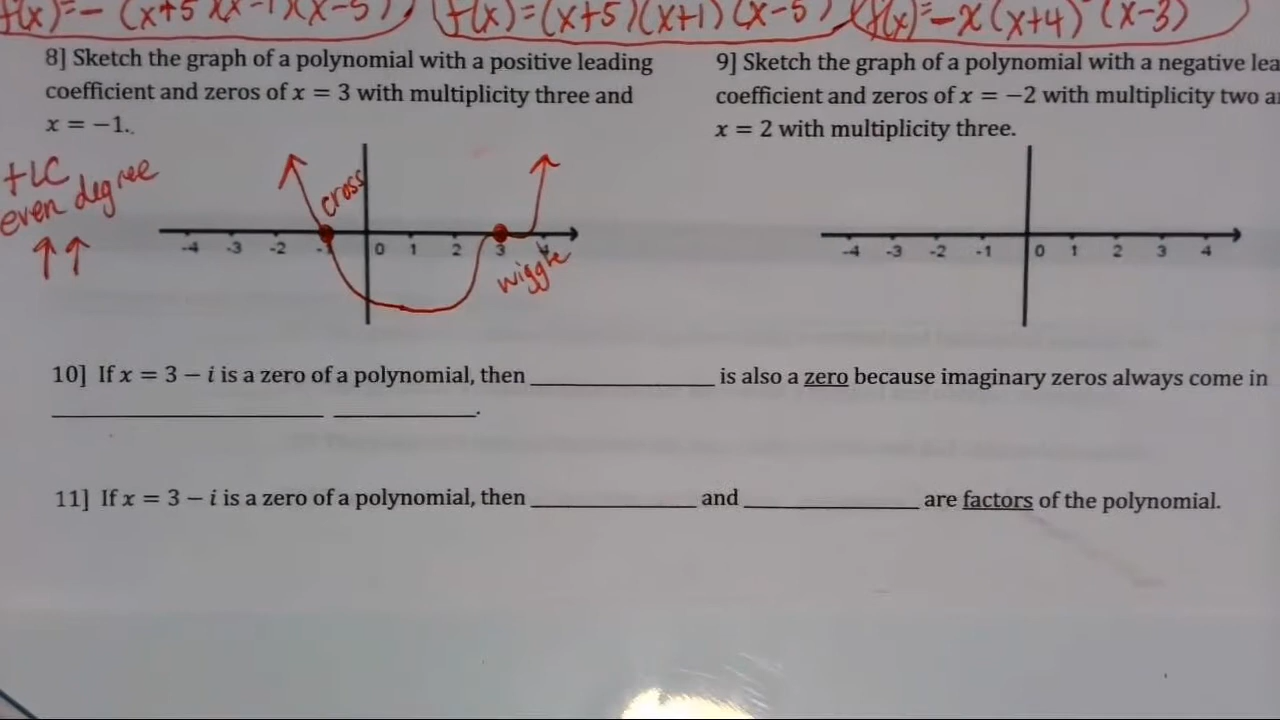 f(x)=-(x+5)(x-1)(x-5), f(x)=(x+5)(x+1)(x-5) f(x)=-x(x+4) (x-3)
8] Sketch the graph of a polynomial with a positive leading
coefficient and zeros of x = 3 with multiplicity three and
x = −1.
+LC
even degree
↑↑
cross
-4 -3 -2 -1 0 1 2 3 4
wiggle
9] Sketch the graph of a polynomial with a negative lea
coefficient and zeros of x = −2 with multiplicity two a
x = 2 with multiplicity three.
-4 -3 -2 -1 0 1 2 3 4
10] If x = 3 − i is a zero of a polynomial, then ______________ is also a zero because imaginary zeros always come in
_____________________ ___________.
11] If x = 3 − i is a zero of a polynomial, then _____________ and ______________ are factors of the polynomial.